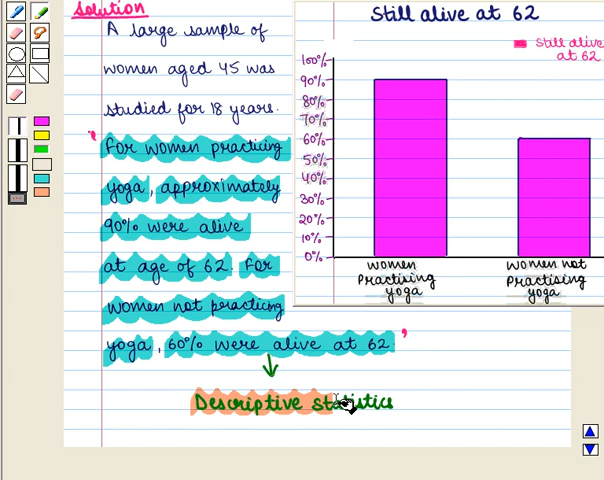 Solution
A large sample of
women aged 45 was
studied for 18 years.
"For women practicing
yoga, approximately
90% were alive
at age of 62. For
women not practicing
yoga, 60% were alive at 62."
Descriptive statistics
Still alive at 62
Still alive
at 62
100%
90%
80%
70%
60%
50%
40%
30%
20%
10%
0%
women
Practising
yoga
women not
Practising
yoga